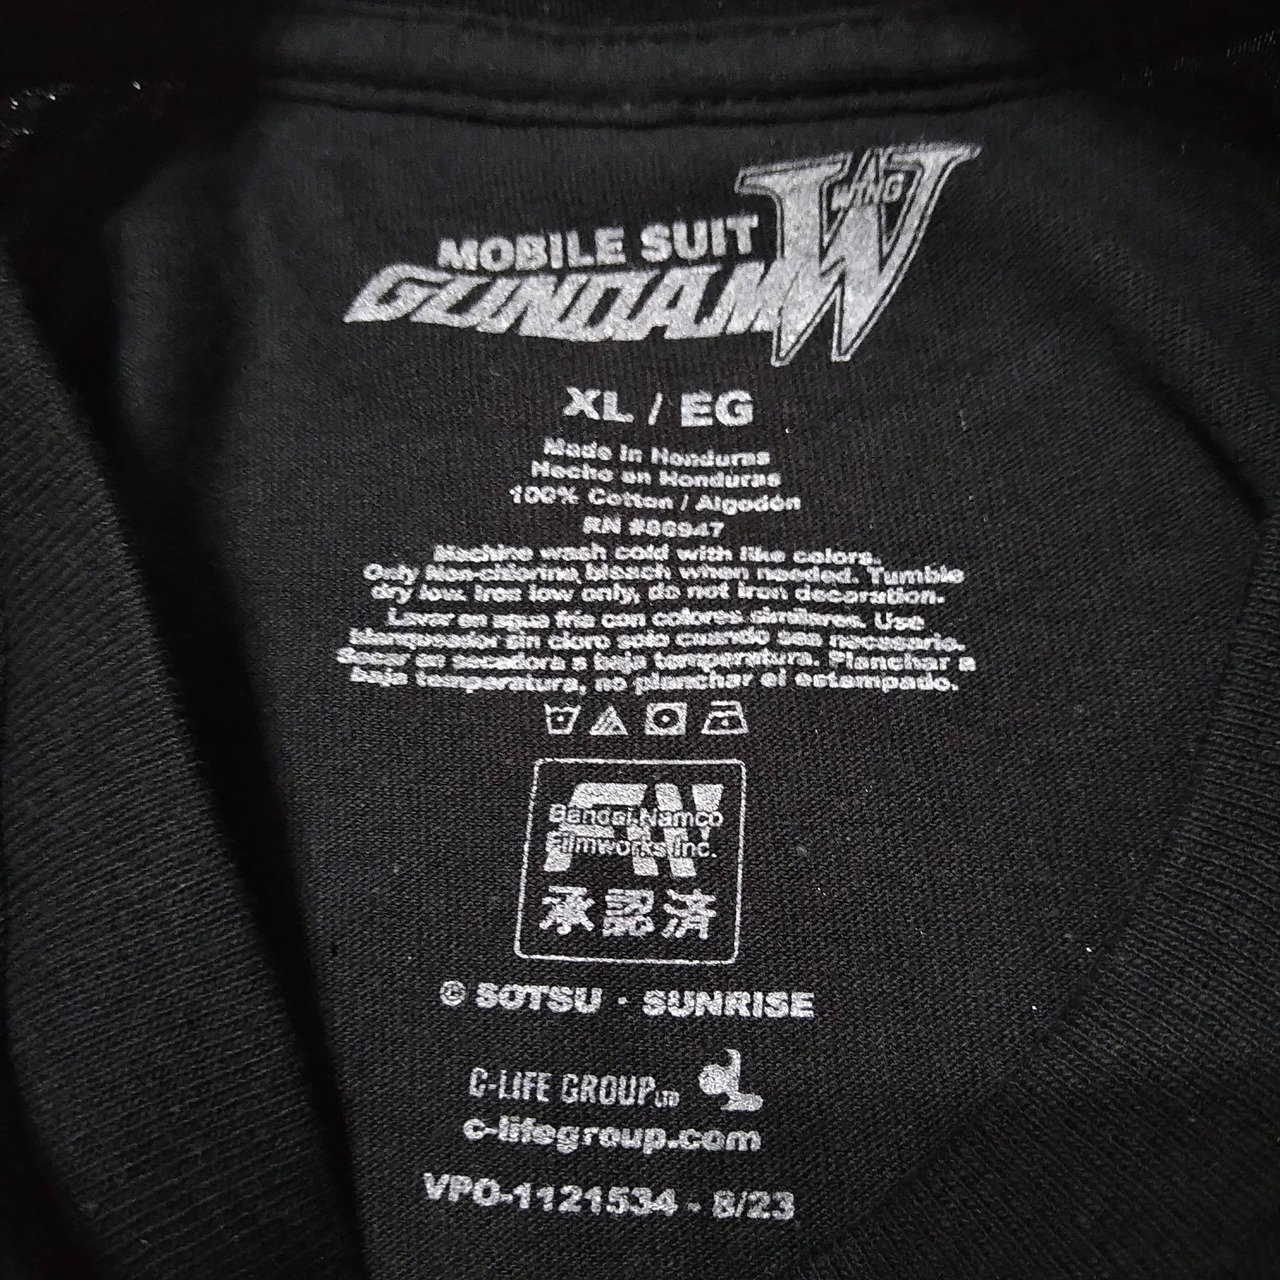 MOBILE SUIT
WING
GUNDAM W
XL / EG
Made in Honduras
Hecho en Honduras
100% Cotton / Algodón
RN #86947
Machine wash cold with like colors.
Only Non-chlorine bleach when needed. Tumble
dry low. Iron low only, do not iron decoration.
Lavar en agua fria con colores similares. Use
blanqueador sin cloro solo cuando sea necesario.
Secar en secadora a baja temperatura. Planchar a
baja temperatura, no planchar el estampado.
FW
Bandai Namco
Filmworks Inc.
承認済
© SOTSU · SUNRISE
C-LIFE GROUP LTD
c-lifegroup.com
VPO-1121534 - 8/23